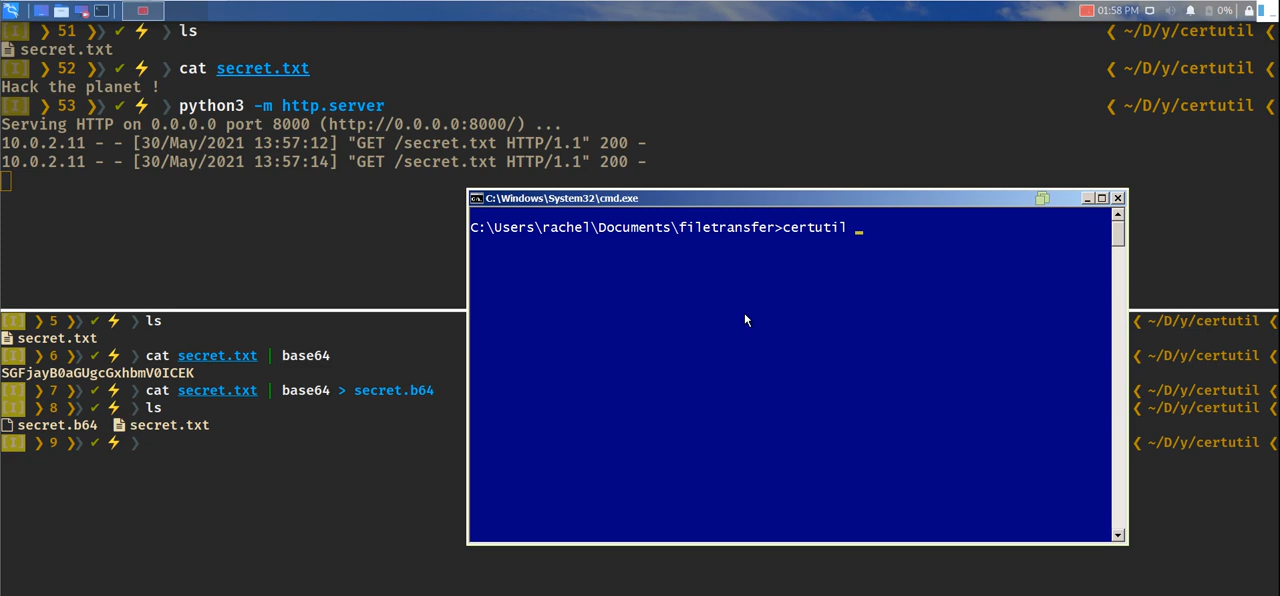 01:58 PM 0%
[I] ❯ 51 ❯❯ ✔ ⚡ ❯ ls ❮ ~/D/y/certutil ❮
secret.txt
[I] ❯ 52 ❯❯ ✔ ⚡ ❯ cat secret.txt ❮ ~/D/y/certutil ❮
Hack the planet !
[I] ❯ 53 ❯❯ ✔ ⚡ ❯ python3 -m http.server ❮ ~/D/y/certutil ❮
Serving HTTP on 0.0.0.0 port 8000 (http://0.0.0.0:8000/) ...
10.0.2.11 - - [30/May/2021 13:57:12] "GET /secret.txt HTTP/1.1" 200 -
10.0.2.11 - - [30/May/2021 13:57:14] "GET /secret.txt HTTP/1.1" 200 -
C:\Windows\System32\cmd.exe
C:\Users\rachel\Documents\filetransfer>certutil _
[I] ❯ 5 ❯❯ ✔ ⚡ ❯ ls ❮ ~/D/y/certutil ❮
secret.txt
[I] ❯ 6 ❯❯ ✔ ⚡ ❯ cat secret.txt | base64 ❮ ~/D/y/certutil ❮
SGFjayB0aGUgcGxhbmV0ICEK
[I] ❯ 7 ❯❯ ✔ ⚡ ❯ cat secret.txt | base64 > secret.b64 ❮ ~/D/y/certutil ❮
[I] ❯ 8 ❯❯ ✔ ⚡ ❯ ls ❮ ~/D/y/certutil ❮
secret.b64 secret.txt
[I] ❯ 9 ❯❯ ✔ ⚡ ❯ ❮ ~/D/y/certutil ❮